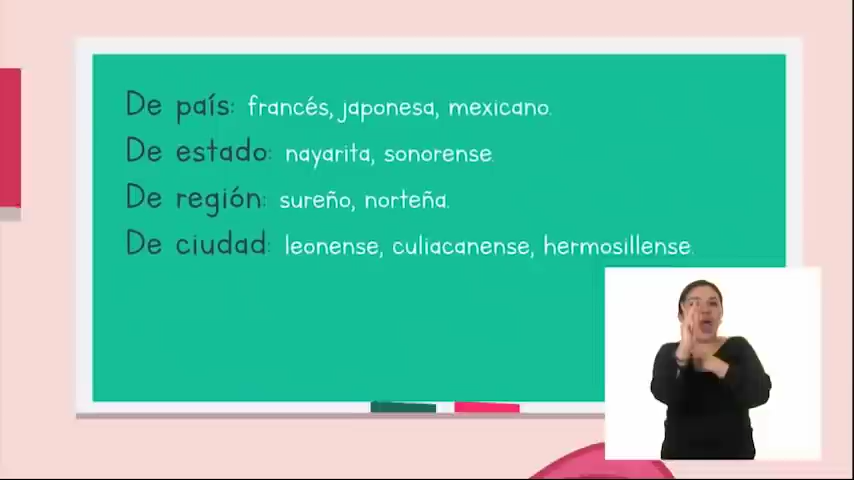 De país: francés, japonesa, mexicano.
De estado: nayarita, sonorense.
De región: sureño, norteña.
De ciudad: leonense, culiacanense, hermosillense.